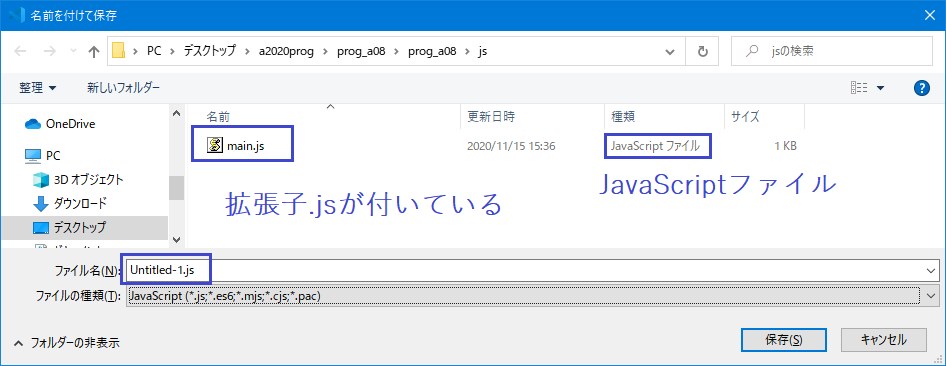 名前を付けて保存
PC > デスクトップ > a2020prog > prog_a08 > prog_a08 > js
jsの検索
整理 新しいフォルダー
名前 更新日時 種類 サイズ
OneDrive
PC
3D オブジェクト
ダウンロード
デスクトップ
main.js 2020/11/15 15:36 JavaScript ファイル 1 KB
拡張子.jsが付いている
JavaScriptファイル
ファイル名(N): Untitled-1.js
ファイルの種類(T): JavaScript (*.js;*.es6;*.mjs;*.cjs;*.pac)
フォルダーの非表示
保存(S) キャンセル